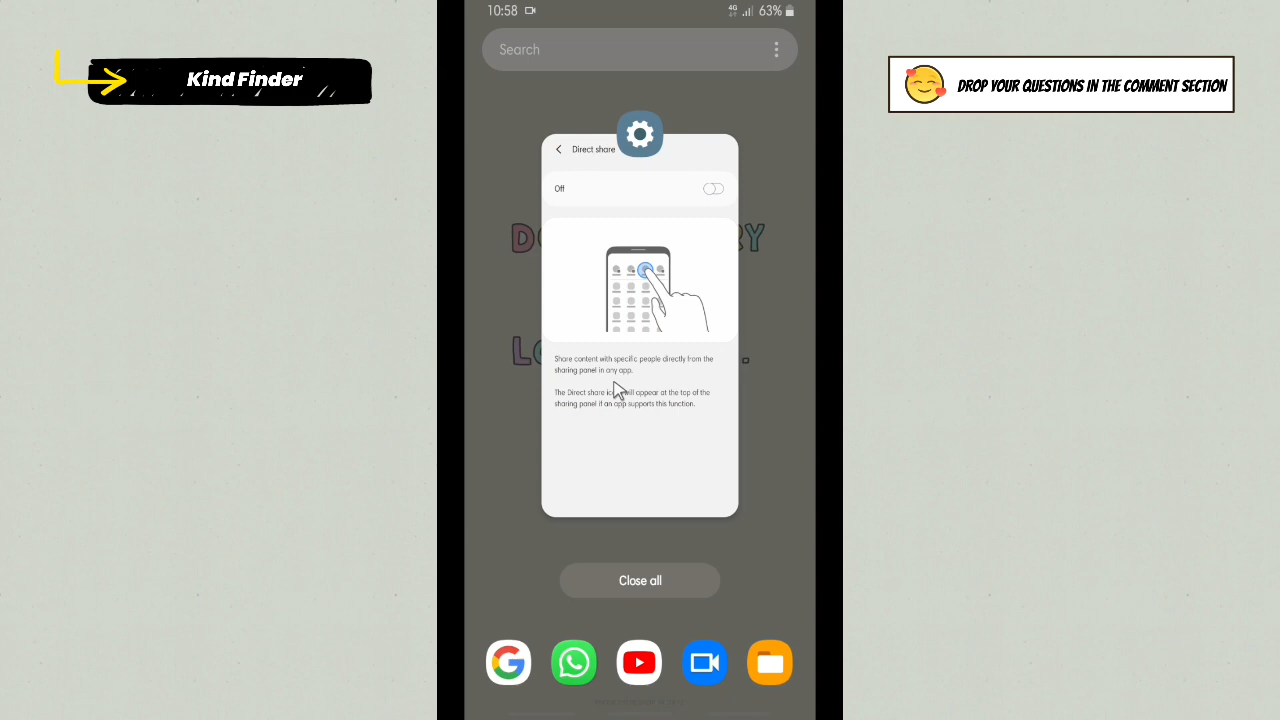 10:58
4G
63%
Kind Finder
DROP YOUR QUESTIONS IN THE COMMENT SECTION
Search
Direct share
Off
Share content with specific people directly from the
sharing panel in any app.
The Direct share will appear at the top of the
sharing panel if an app supports this function.
Close all